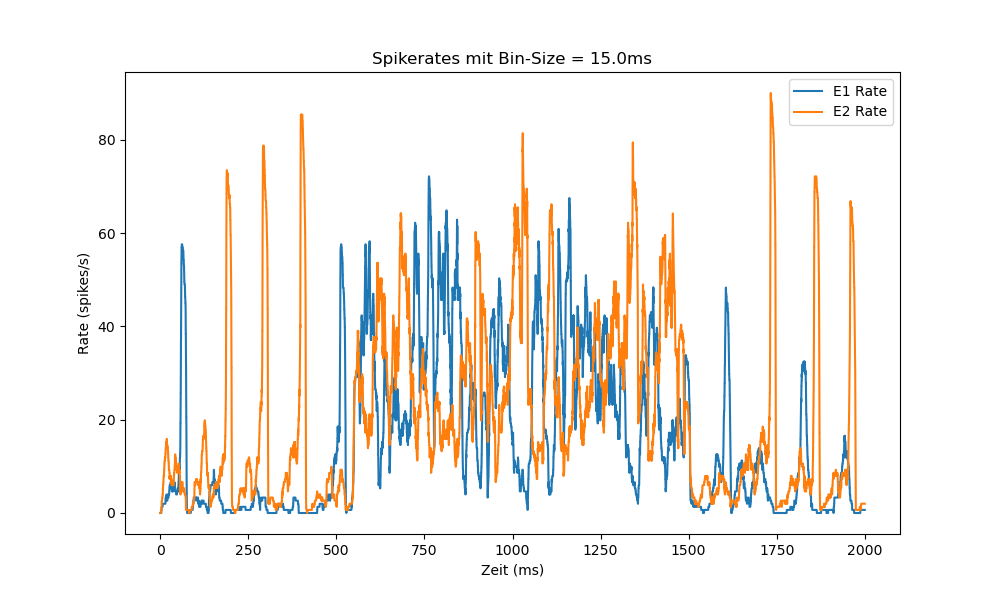 Spikerates mit Bin-Size = 15.0ms
E1 Rate
E2 Rate
Rate (spikes/s)
80
60
40
20
0
0 250 500 750 1000 1250 1500 1750 2000
Zeit (ms)